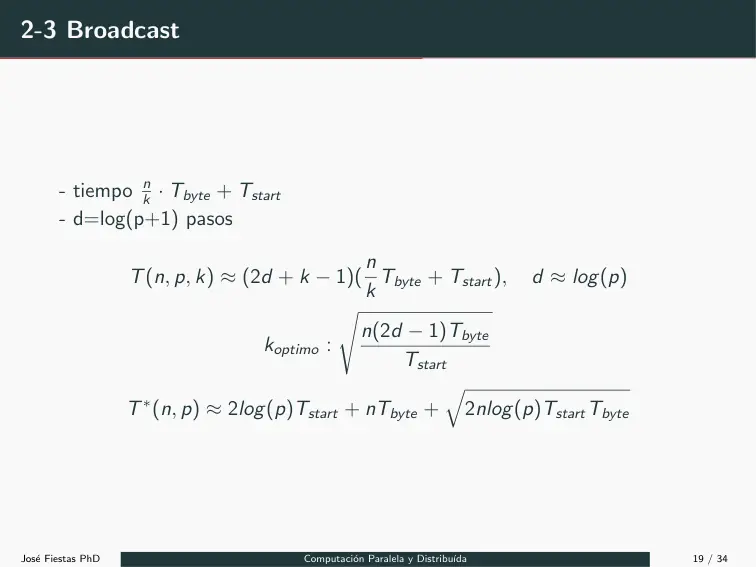 2-3 Broadcast
- tiempo n/k · T_byte + T_start
- d=log(p+1) pasos
T(n, p, k) ≈ (2d + k − 1)(n/k T_byte + T_start),    d ≈ log(p)
k_optimo : √(n(2d − 1)T_byte / T_start)
T*(n, p) ≈ 2log(p)T_start + nT_byte + √(2nlog(p)T_start T_byte)
José Fiestas PhD    Computación Paralela y Distribuída    19 / 34